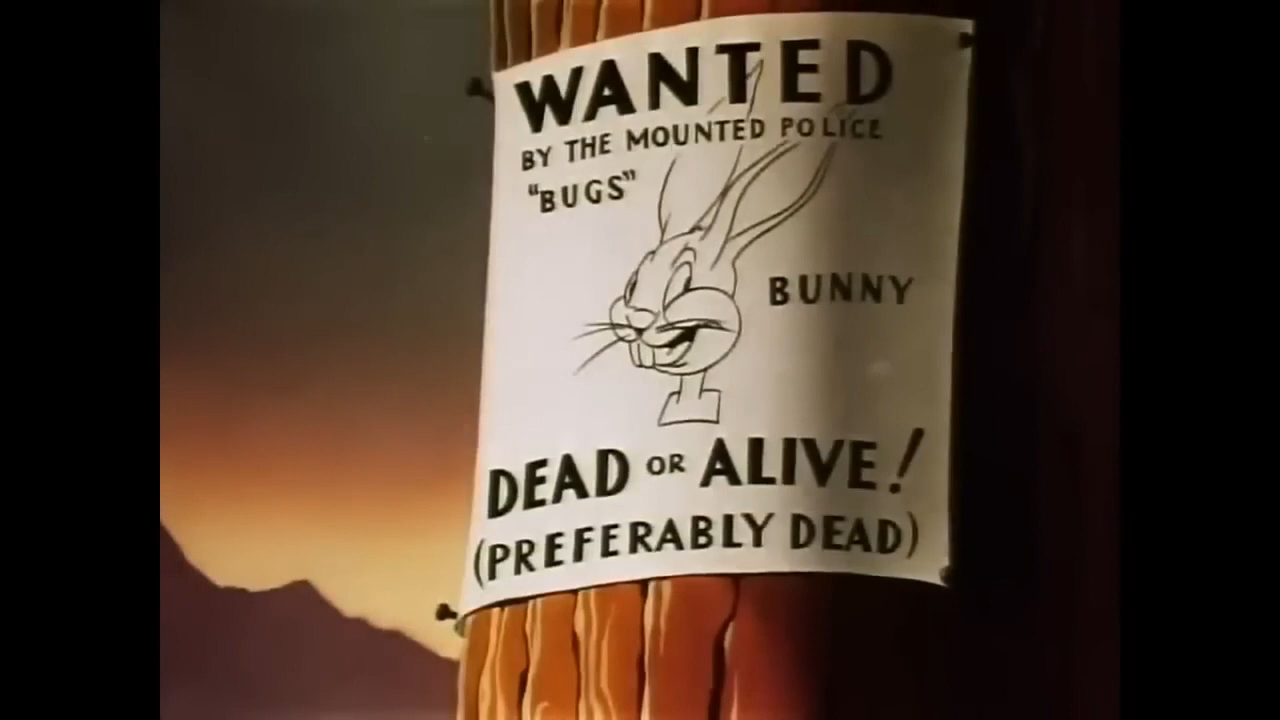 WANTED
BY THE MOUNTED POLICE
"BUGS"
BUNNY
DEAD OR ALIVE!
(PREFERABLY DEAD)